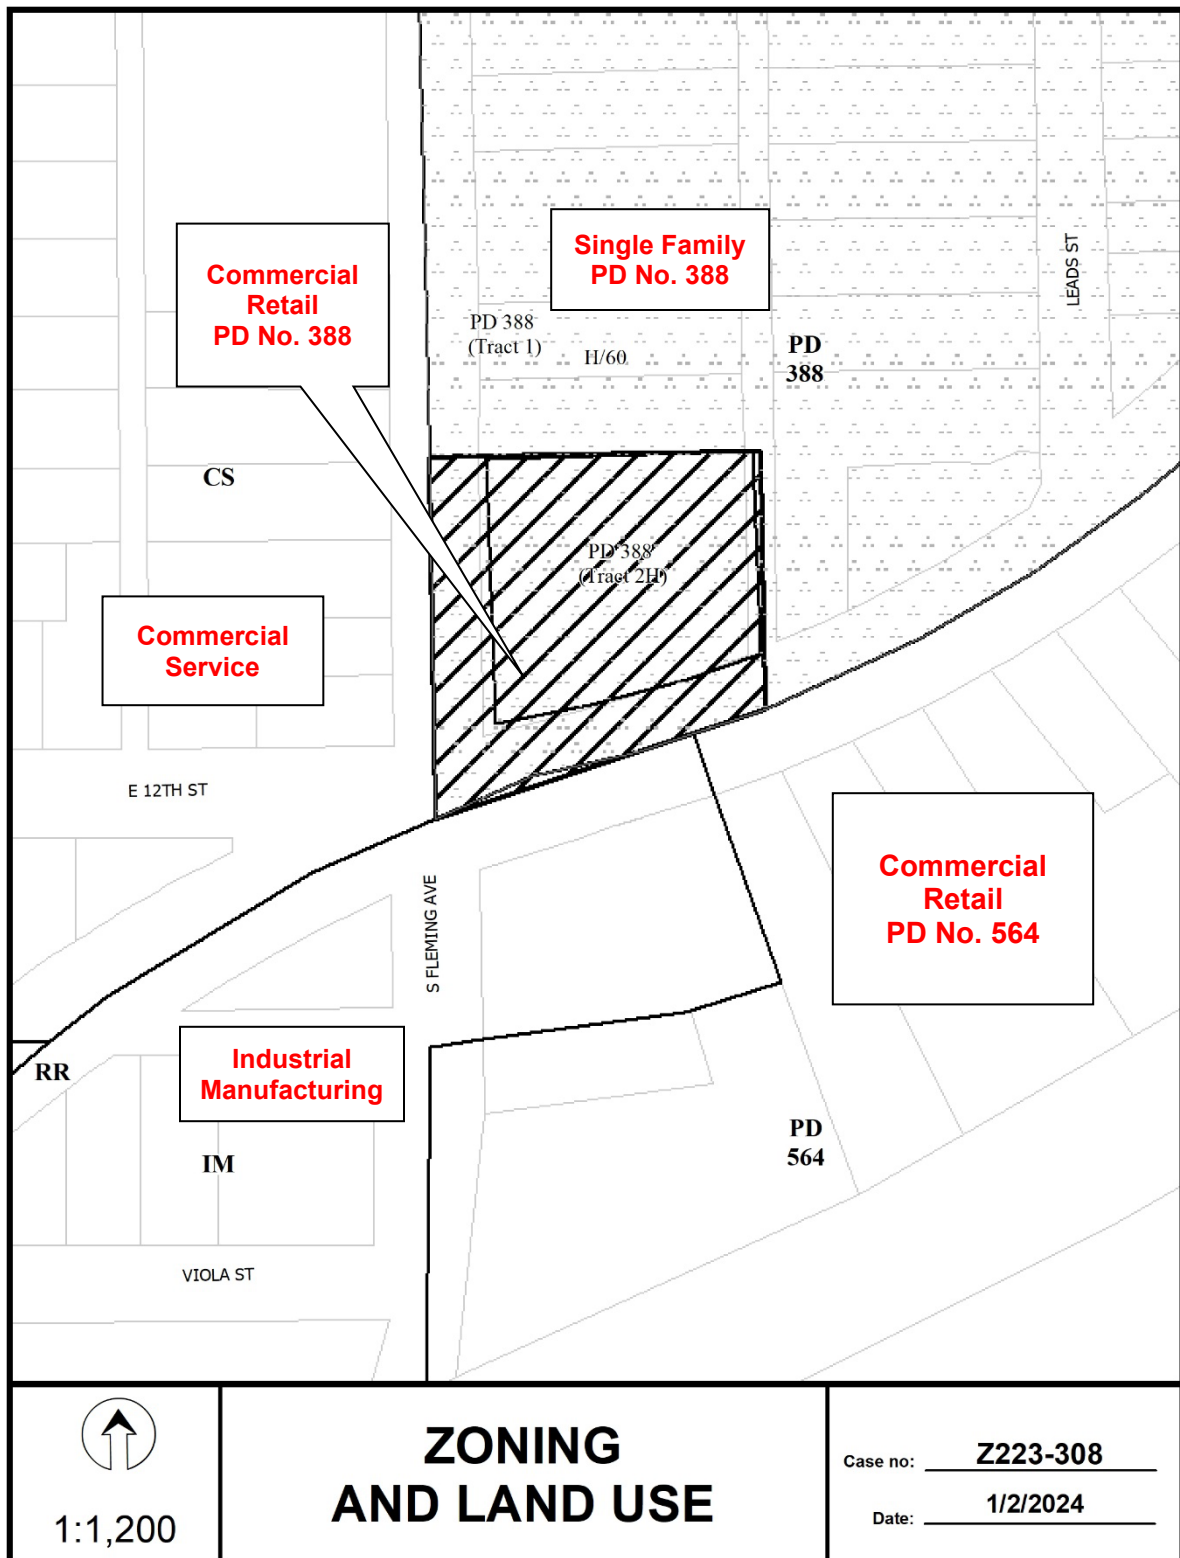 Single Family
PD No. 388
Commercial
Retail
PD No. 388
LEADS ST
PD 388
(Tract 1)
H/60
PD
388
CS
PD 388
(Tract 2H)
Commercial
Service
E 12TH ST
S FLEMING AVE
Commercial
Retail
PD No. 564
Industrial
Manufacturing
RR
IM
PD
564
VIOLA ST
1:1,200
ZONING
AND LAND USE
Case no: Z223-308
Date: 1/2/2024